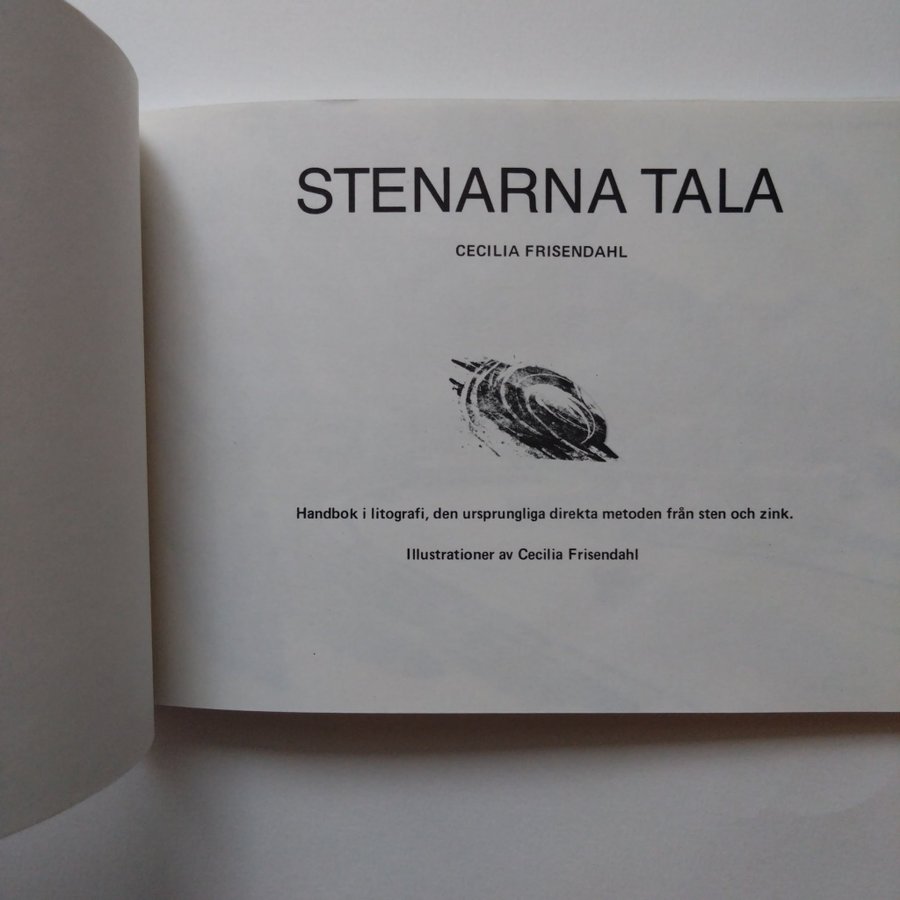 STENARNA TALA
CECILIA FRISENDAHL
Handbok i litografi, den ursprungliga direkta metoden från sten och zink.
Illustrationer av Cecilia Frisendahl